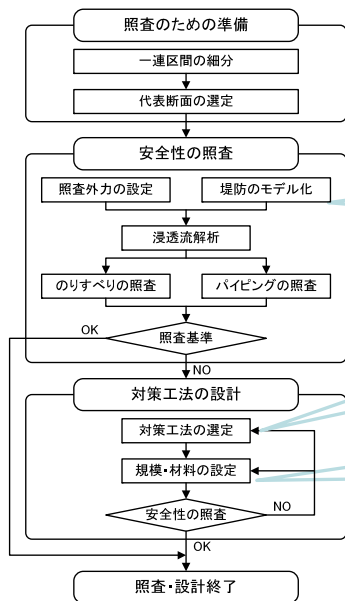 照査のための準備
一連区間の細分
代表断面の選定
安全性の照査
照査外力の設定
堤防のモデル化
浸透流解析
のりすべりの照査
パイピングの照査
OK
照査基準
NO
対策工法の設計
対策工法の選定
規模・材料の設定
安全性の照査
NO
OK
照査・設計終了